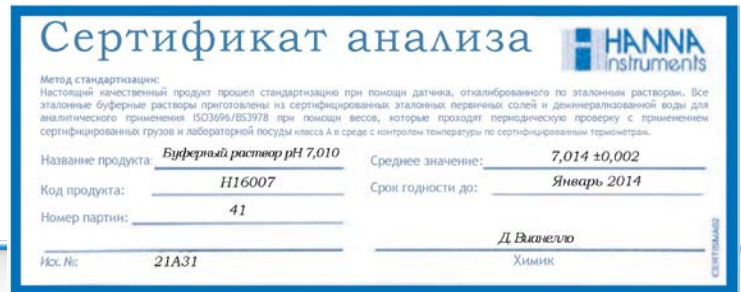 Сертификат анализа
HANNA
instruments
Метод стандартизации:
Настоящий качественный продукт прошел стандартизацию при помощи датчика, откалиброванного по эталонным растворам. Все
эталонные буферные растворы приготовлены из сертифицированных эталонных первичных солей и деминерализованной воды для
аналитического применения ISO3696/BS3978 при помощи весов, которые проходят периодическую проверку с применением
сертифицированных грузов и лабораторной посуды класса А в среде с контролем температуры по сертифицированным термометрам.
Название продукта: Буферный раствор pH 7,010
Среднее значение: 7,014 ±0,002
Код продукта: HI6007
Срок годности до: Январь 2014
Номер партии: 41
Д. Вианелло
Исх. №: 21A31
Химик
CERTISMA02